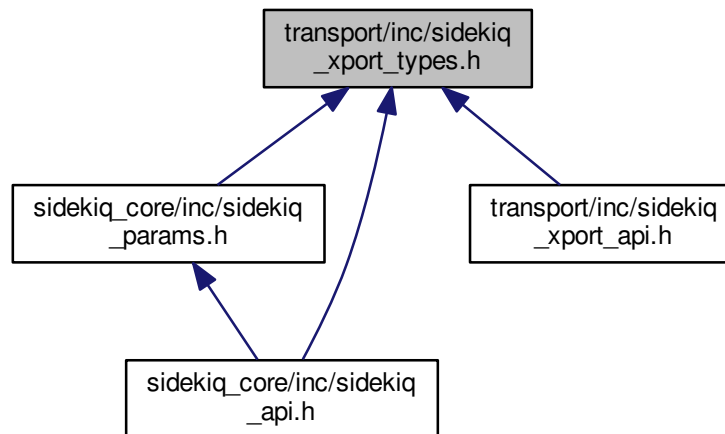 transport/inc/sidekiq
_xport_types.h
sidekiq_core/inc/sidekiq
_params.h
transport/inc/sidekiq
_xport_api.h
sidekiq_core/inc/sidekiq
_api.h